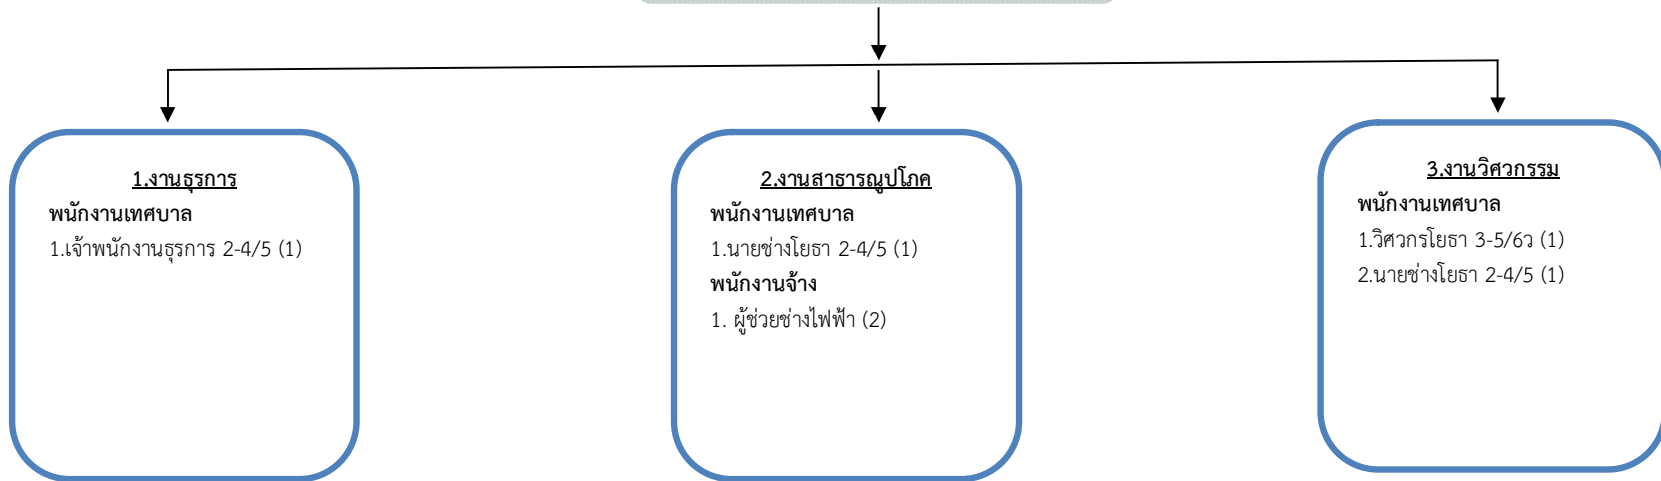 1.งานธุรการ
พนักงานเทศบาล
1.เจ้าพนักงานธุรการ 2-4/5 (1)
2.งานสาธารณูปโภค
พนักงานเทศบาล
1.นายช่างโยธา 2-4/5 (1)
พนักงานจ้าง
1. ผู้ช่วยช่างไฟฟ้า (2)
3.งานวิศวกรรม
พนักงานเทศบาล
1.วิศวกรโยธา 3-5/6ว (1)
2.นายช่างโยธา 2-4/5 (1)